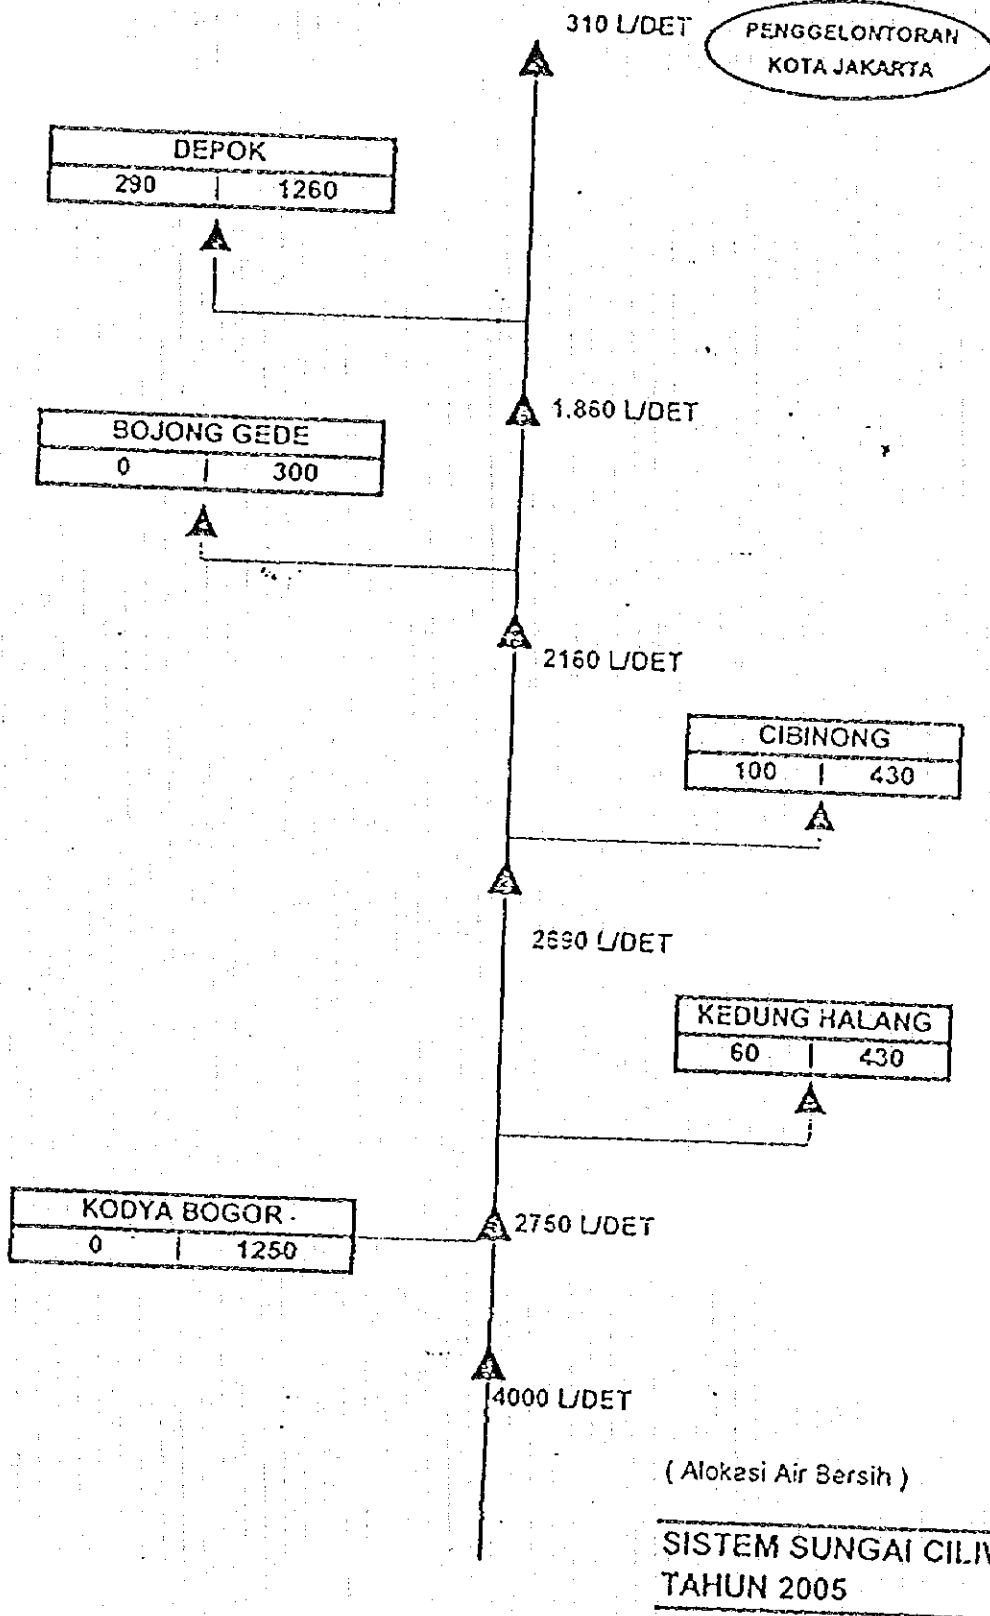 310 L/DET
PENGGELONTORAN
KOTA JAKARTA
DEPOK
290 | 1260
1.860 L/DET
BOJONG GEDE
0 | 300
2160 L/DET
CIBINONG
100 | 430
2690 L/DET
KEDUNG HALANG
60 | 430
KODYA BOGOR
0 | 1250
2750 L/DET
4000 L/DET
( Alokasi Air Bersih )
SISTEM SUNGAI CILIW
TAHUN 2005